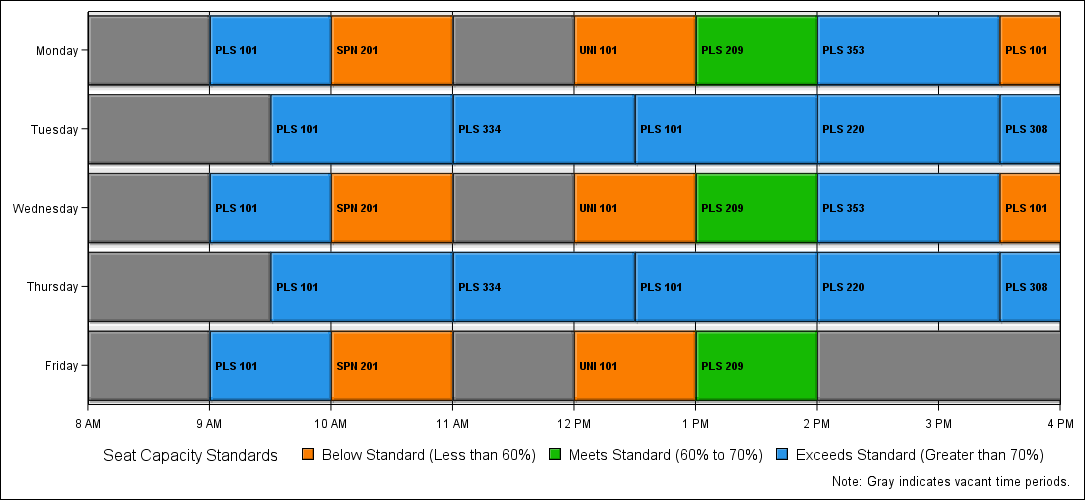 Monday PLS 101 SPN 201 UNI 101 PLS 209 PLS 353 PLS 101
Tuesday PLS 101 PLS 334 PLS 101 PLS 220 PLS 308
Wednesday PLS 101 SPN 201 UNI 101 PLS 209 PLS 353 PLS 101
Thursday PLS 101 PLS 334 PLS 101 PLS 220 PLS 308
Friday PLS 101 SPN 201 UNI 101 PLS 209
8 AM 9 AM 10 AM 11 AM 12 PM 1 PM 2 PM 3 PM 4 PM
Seat Capacity Standards Below Standard (Less than 60%) Meets Standard (60% to 70%) Exceeds Standard (Greater than 70%)
Note: Gray indicates vacant time periods.